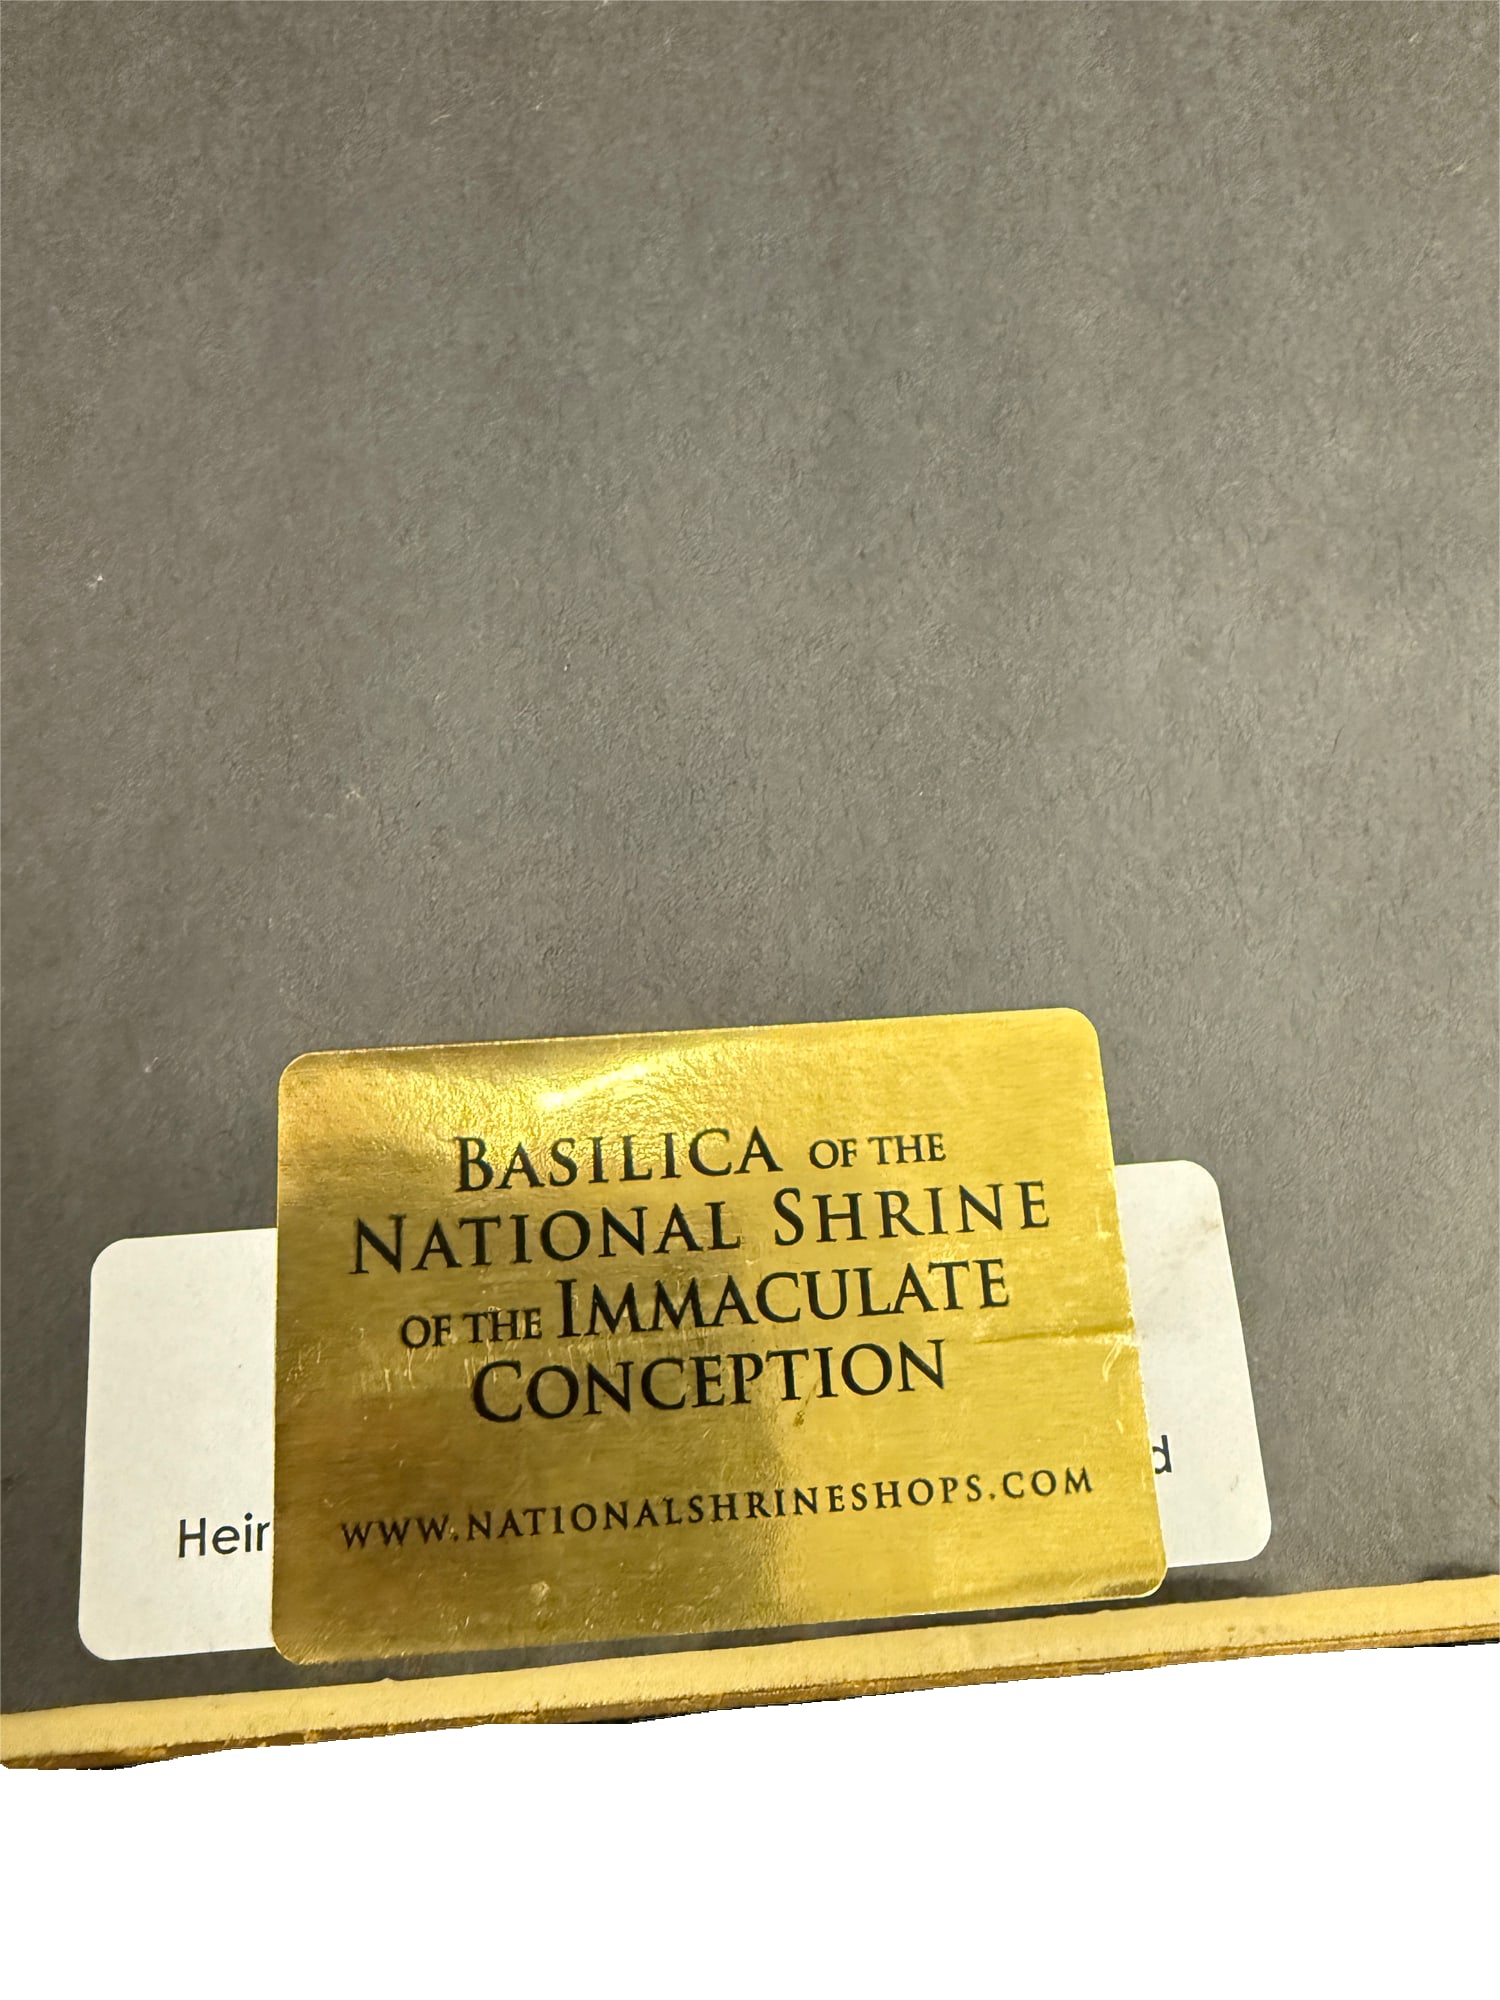 BASILICA OF THE
NATIONAL SHRINE
OF THE IMMACULATE
CONCEPTION
WWW.NATIONALSHRINESHOPS.COM